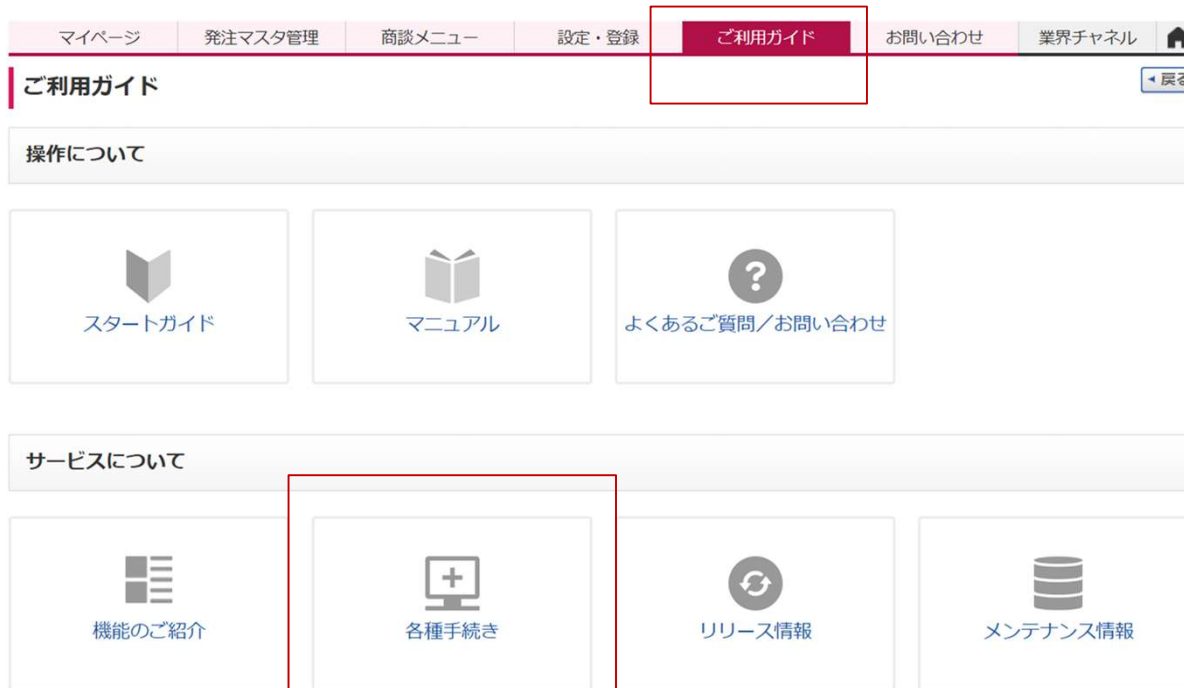 マイページ 発注マスタ管理 商談メニュー 設定・登録 ご利用ガイド お問い合わせ 業界チャネル
ご利用ガイド
戻る
操作について
スタートガイド マニュアル よくあるご質問／お問い合わせ
サービスについて
機能のご紹介 各種手続き リリース情報 メンテナンス情報